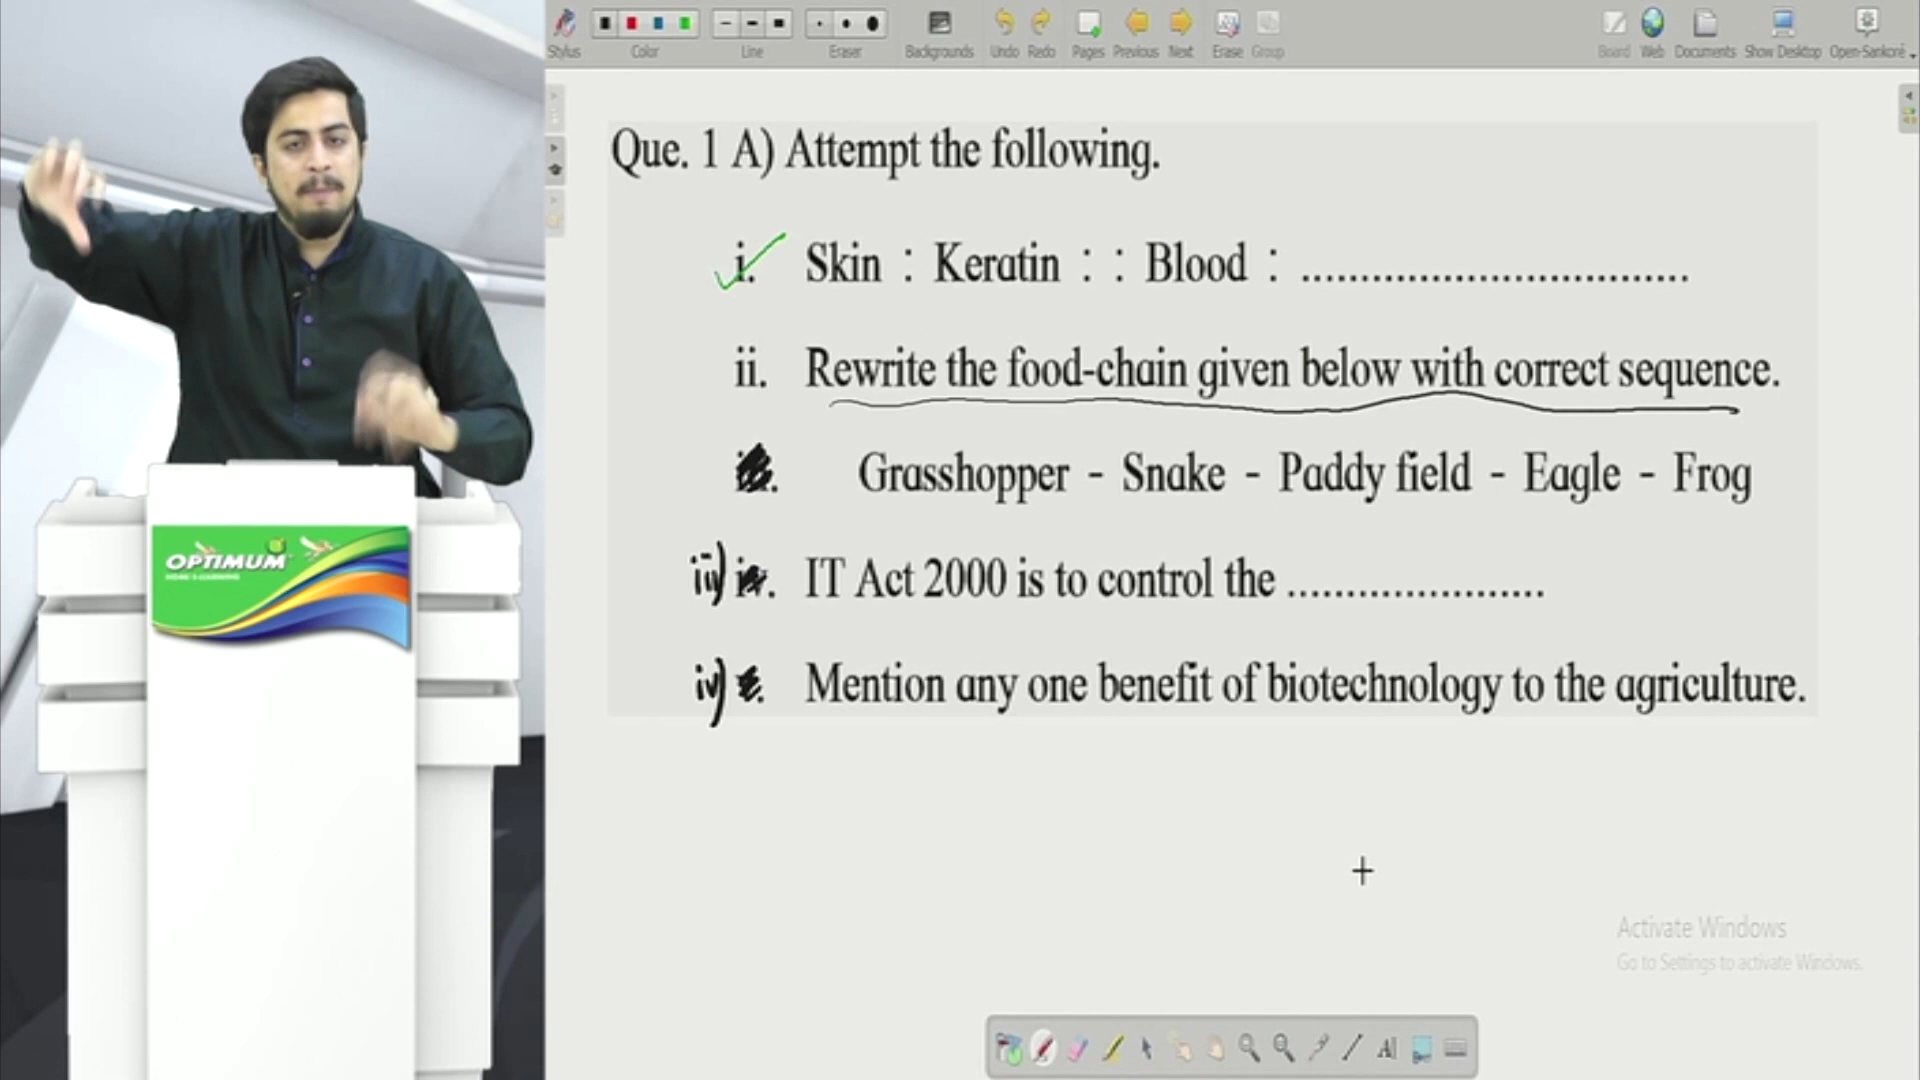 Stylus Color Line Eraser Backgrounds Undo Redo Pages Previous Next Erase Group Board Web Documents Show Desktop Open-Sankoré
Que. 1 A) Attempt the following.
i. Skin : Keratin : : Blood : .................................
ii. Rewrite the food-chain given below with correct sequence.
Grasshopper - Snake - Paddy field - Eagle - Frog
iii) IT Act 2000 is to control the ......................
iv) Mention any one benefit of biotechnology to the agriculture.
OPTIMUM
Activate Windows
Go to Settings to activate Windows.